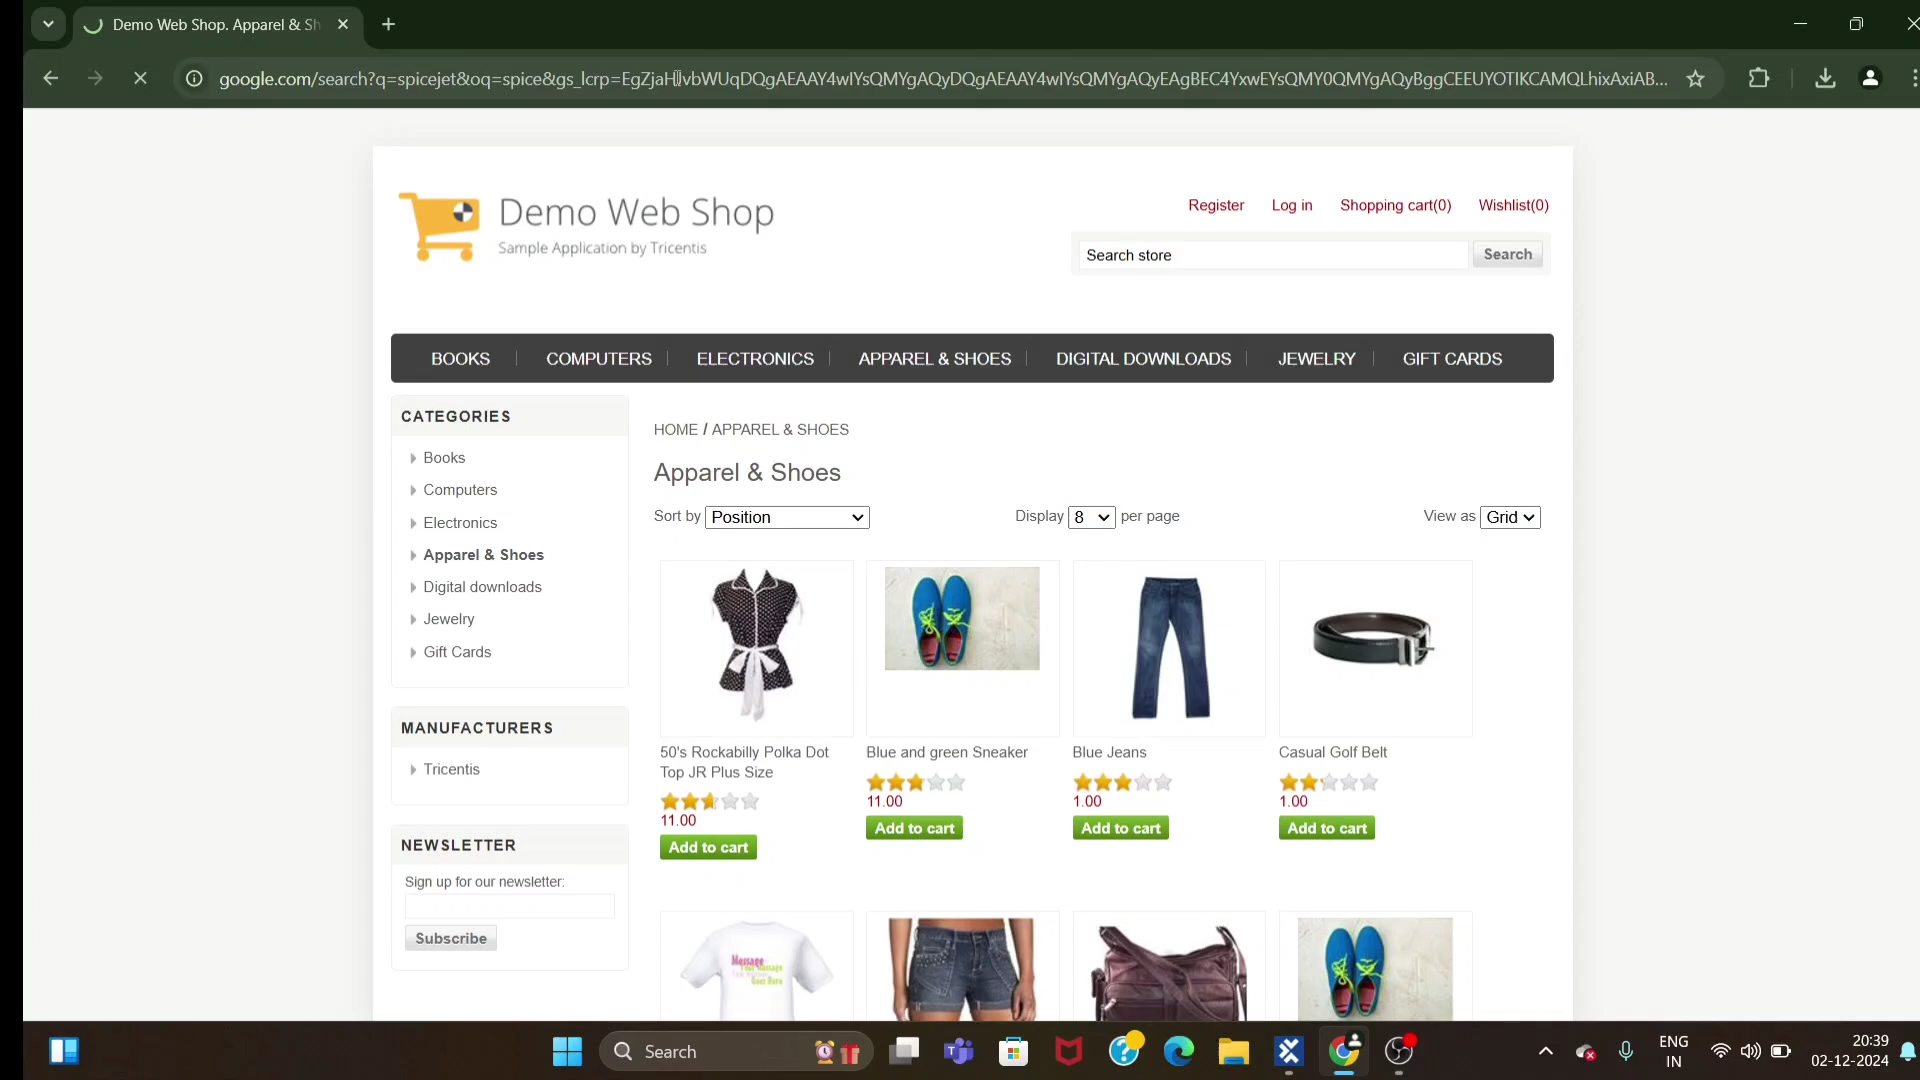 Demo Web Shop. Apparel & Sh
google.com/search?q=spicejet&oq=spice&gs_lcrp=
Demo Web Shop
Sample Application by Tricentis
Register Log in Shopping cart(0) Wishlist(0)
Search store Search
BOOKS COMPUTERS ELECTRONICS APPAREL & SHOES DIGITAL DOWNLOADS JEWELRY GIFT CARDS
CATEGORIES
Books
Computers
Electronics
Apparel & Shoes
Digital downloads
Jewelry
Gift Cards
MANUFACTURERS
Tricentis
NEWSLETTER
Sign up for our newsletter:
Subscribe
HOME / APPAREL & SHOES
Apparel & Shoes
Sort by Position Display 8 per page View as Grid
50's Rockabilly Polka Dot
Top JR Plus Size
11.00
Add to cart
Blue and green Sneaker
11.00
Add to cart
Blue Jeans
1.00
Add to cart
Casual Golf Belt
1.00
Add to cart
Message
Your Message
Goes Here
Search
ENG
IN
20:39
02-12-2024